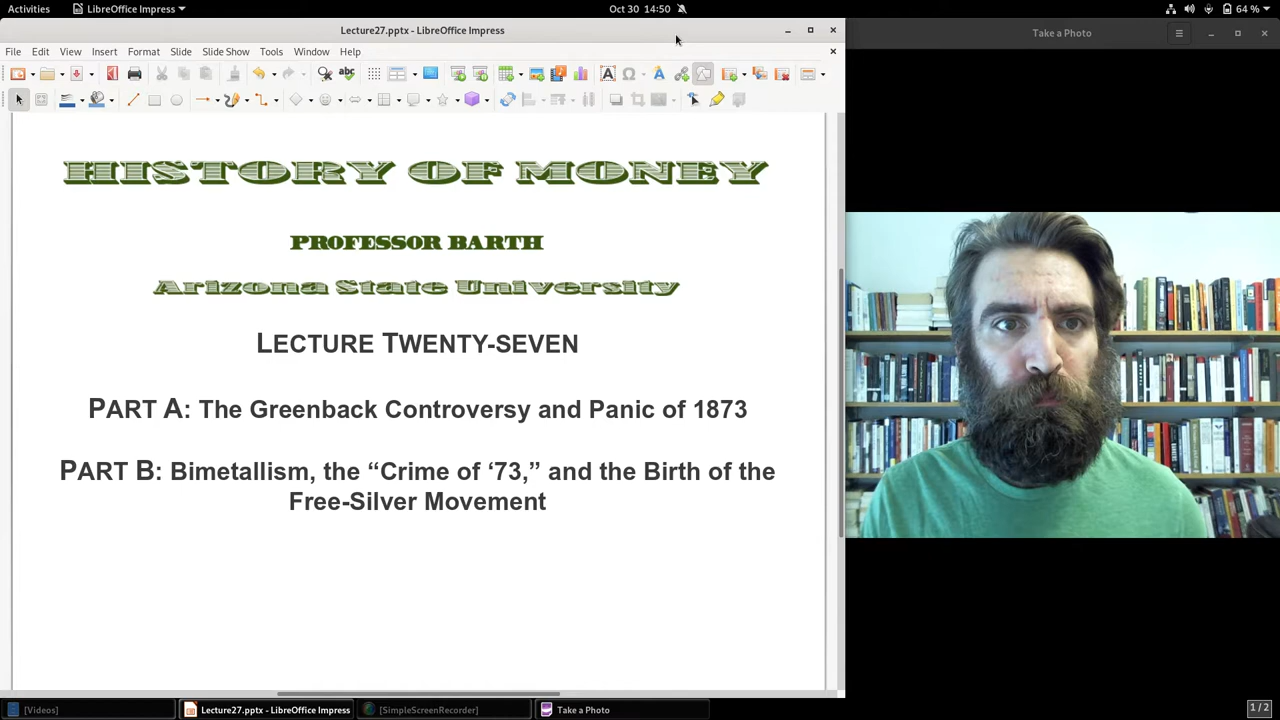 Activities LibreOffice Impress Oct 30 14:50 64 %
Lecture27.pptx - LibreOffice Impress
Take a Photo
File Edit View Insert Format Slide Slide Show Tools Window Help
HISTORY OF MONEY
PROFESSOR BARTH
Arizona State University
LECTURE TWENTY-SEVEN
PART A: The Greenback Controversy and Panic of 1873
PART B: Bimetallism, the “Crime of ‘73,” and the Birth of the
Free-Silver Movement
[Videos] Lecture27.pptx - LibreOffice Impress [SimpleScreenRecorder] Take a Photo 1 / 2